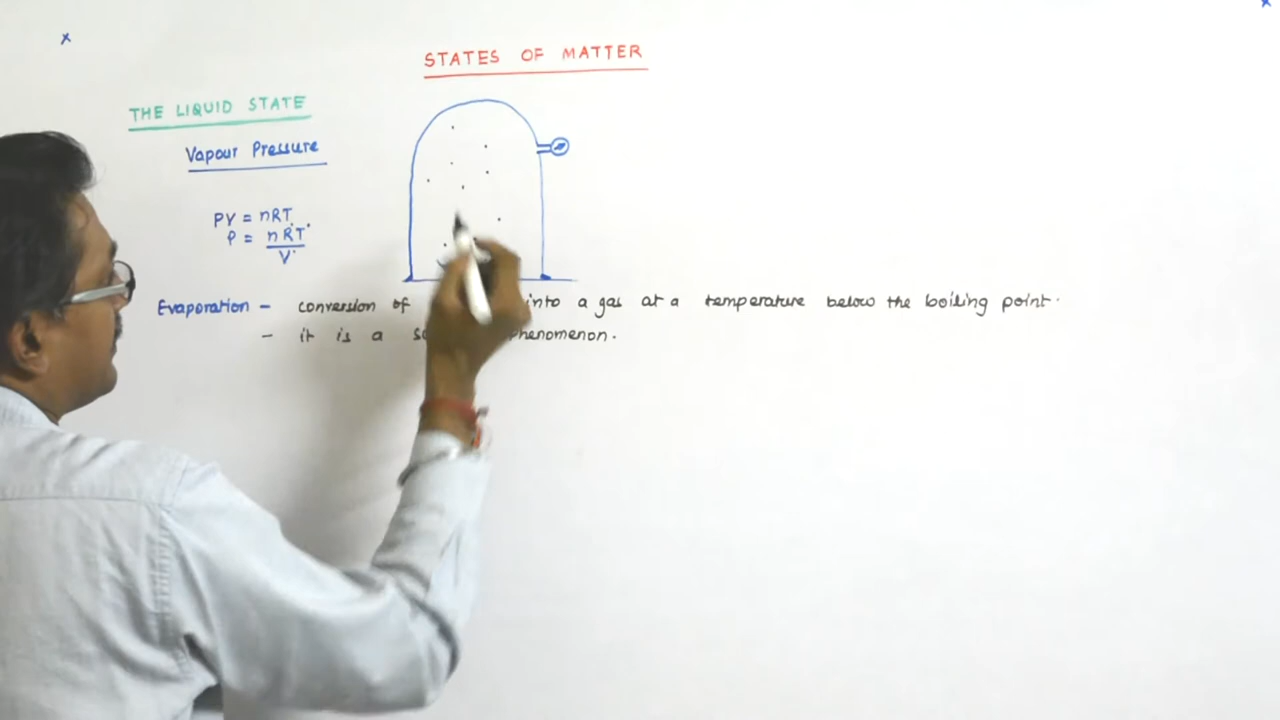 STATES OF MATTER
THE LIQUID STATE
Vapour Pressure
PV = nRT
P = nRT
V
Evaporation - conversion of into a gas at a temperature below the boiling point.
- it is a phenomenon.